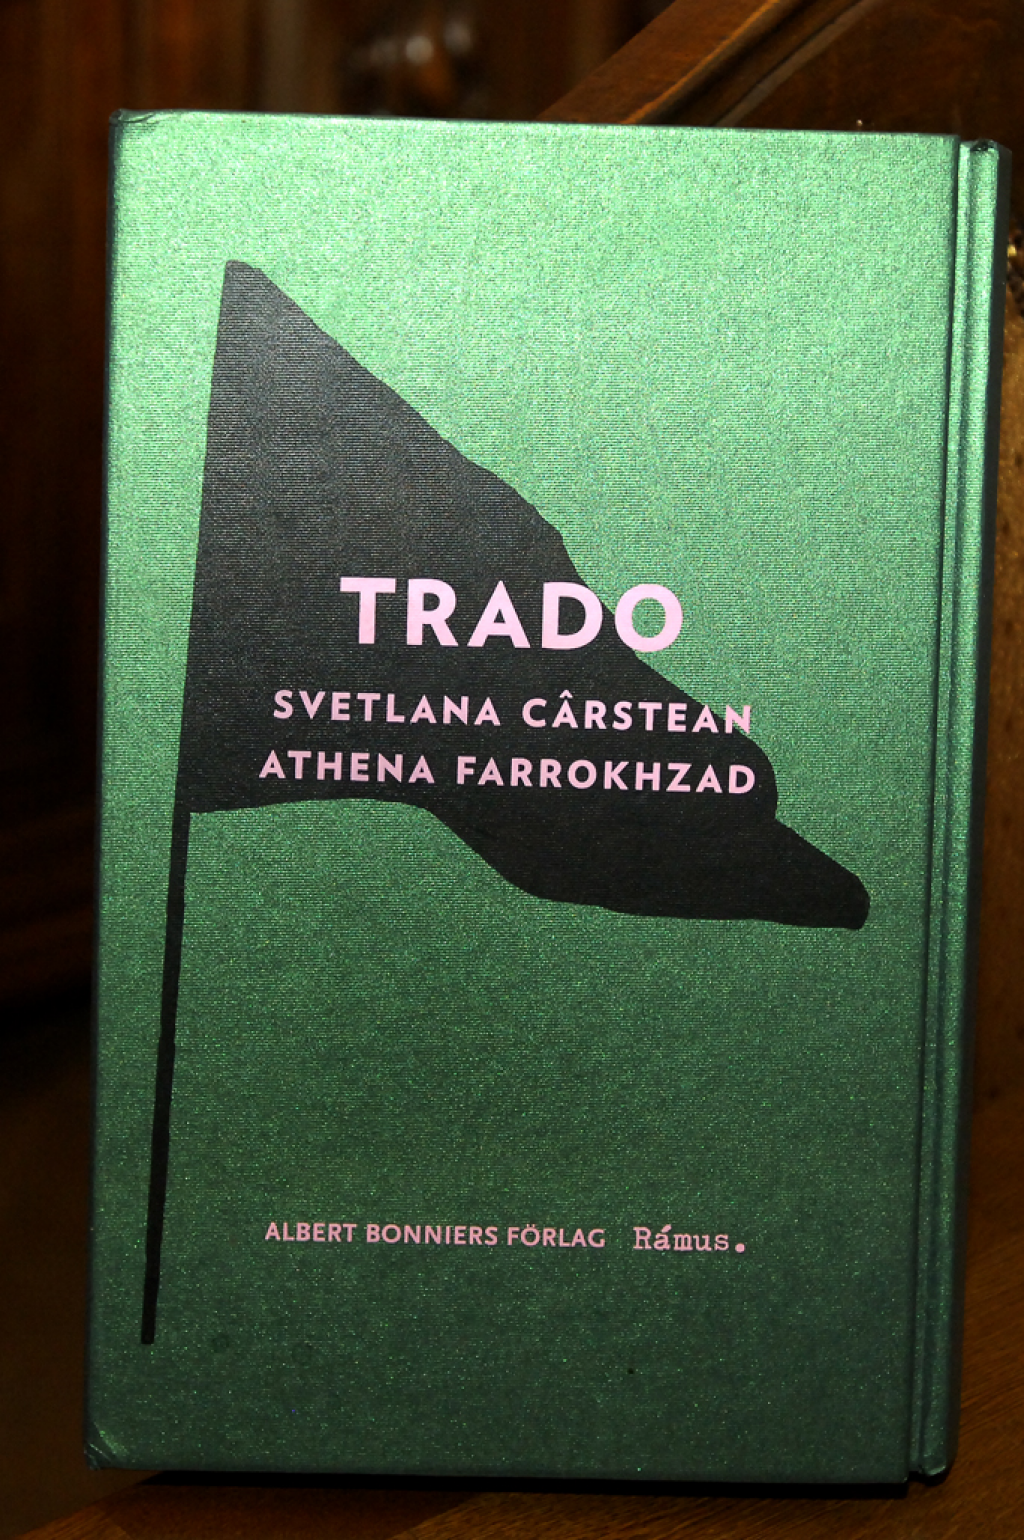 TRADO
SVETLANA CÂRSTEAN
ATHENA FARROKHZAD
ALBERT BONNIERS FÖRLAG Rámus.